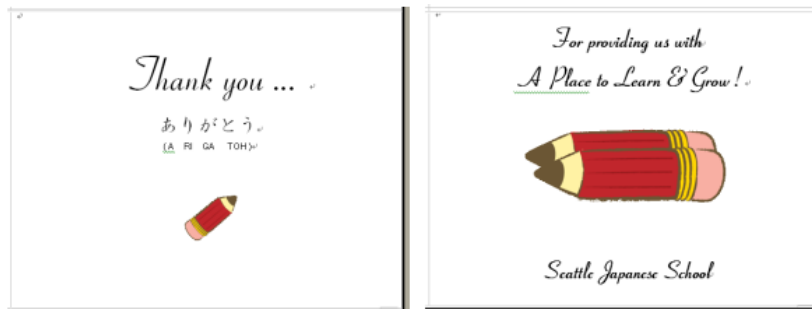 Thank you ...
ありがとう
(A RI GA TOH)
For providing us with
A Place to Learn & Grow !
Seattle Japanese School